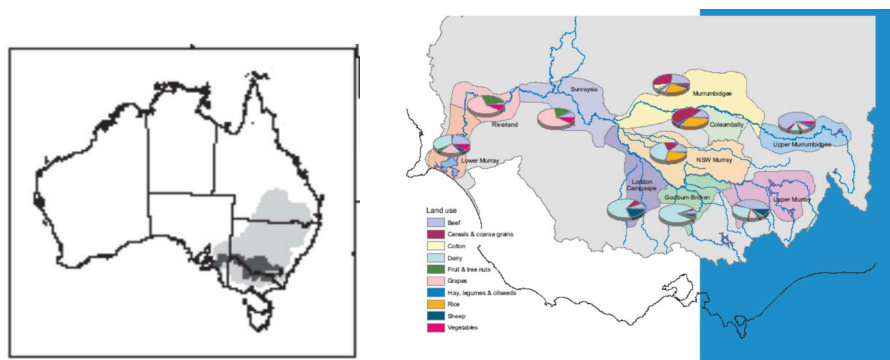 Murrumbidgee
Sunraysia
Riverland
Coleambally
Upper Murrumbidgee
Lower Murray
NSW Murray
Loddon
Campaspe
Goulburn Broken
Upper Murray
Land use
Beef
Cereals & coarse grains
Cotton
Dairy
Fruit & tree nuts
Grapes
Hay, legumes & oilseeds
Rice
Sheep
Vegetables